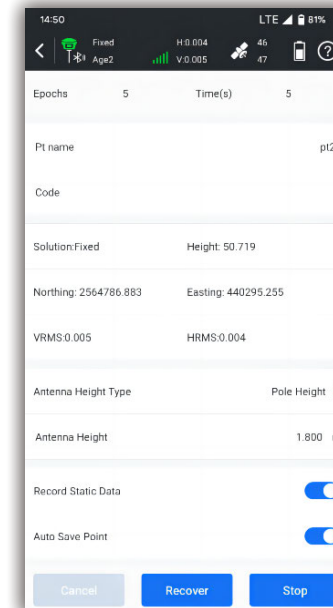 14:50 LTE 81%
Fixed H:0.004 46
Age2 V:0.005 47
Epochs 5 Time(s) 5
Pt name pt2
Code
Solution:Fixed Height: 50.719
Northing: 2564786.883 Easting: 440295.255
VRMS:0.005 HRMS:0.004
Antenna Height Type Pole Height
Antenna Height 1.800
Record Static Data
Auto Save Point
Cancel Recover Stop